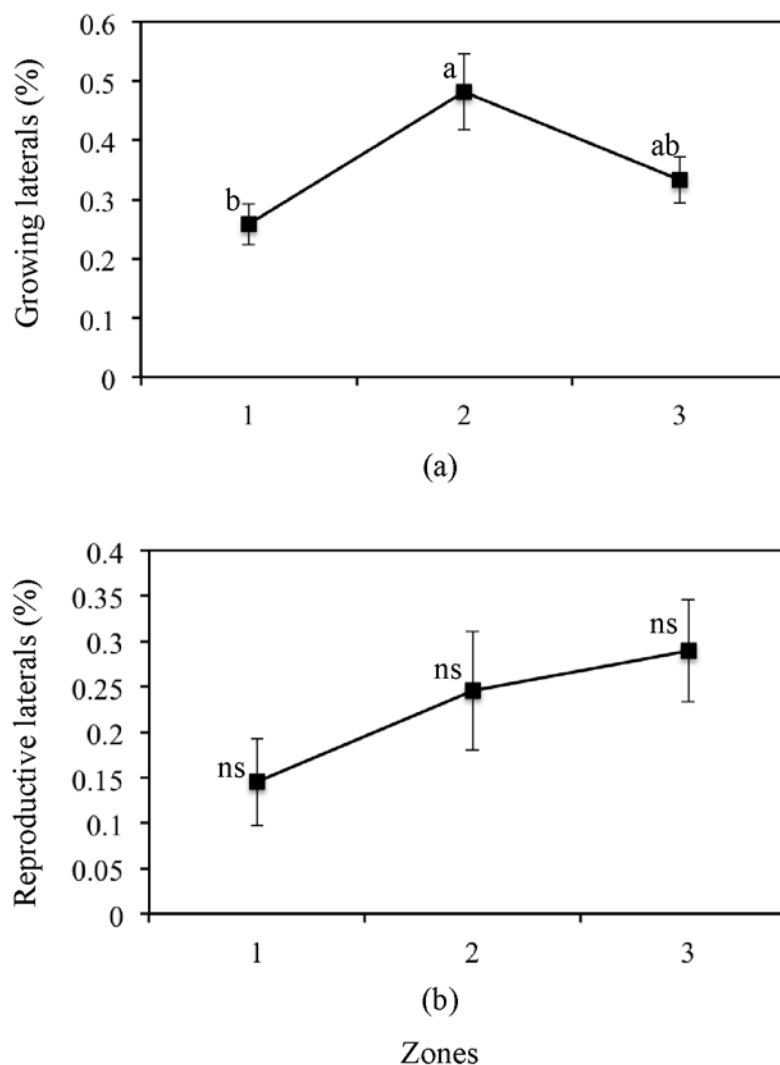 0.6
0.5
0.4
0.3
0.2
0.1
0
Growing laterals (%)
b
a
ab
1 2 3
(a)
0.4
0.35
0.3
0.25
0.2
0.15
0.1
0.05
0
Reproductive laterals (%)
ns
ns
ns
1 2 3
(b)
Zones